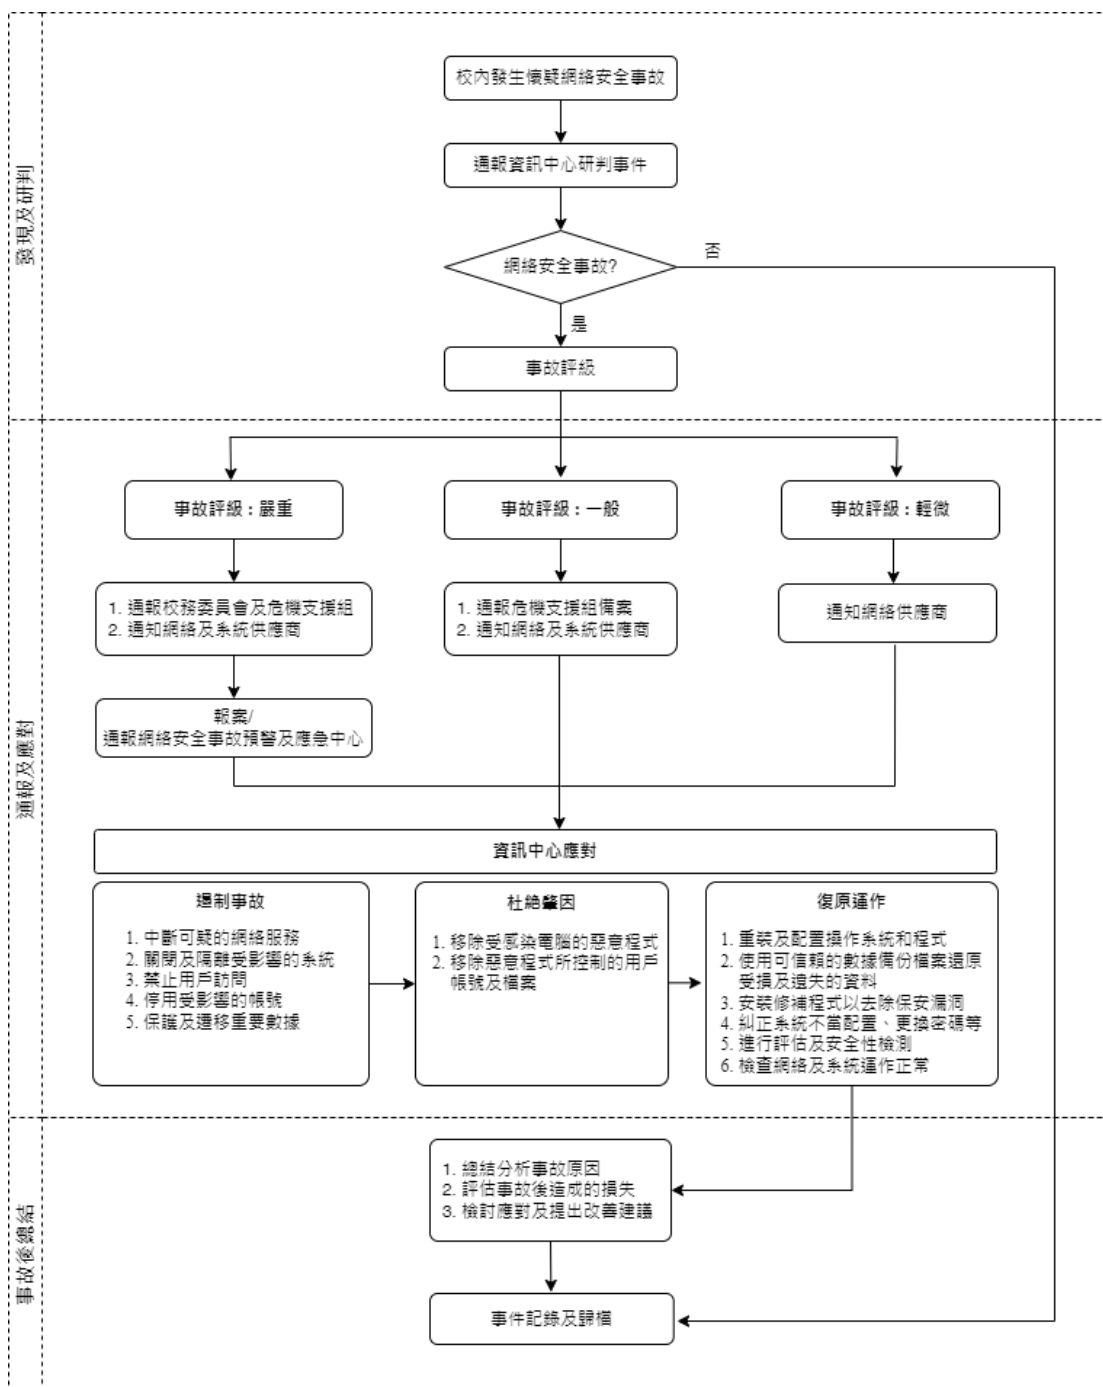 發現及研判
校內發生懷疑網絡安全事故
通報資訊中心研判事件
網絡安全事故?
否
是
事故評級
通報及應對
事故評級：嚴重
事故評級：一般
事故評級：輕微
1. 通報校務委員會及危機支援組
2. 通知網絡及系統供應商
1. 通報危機支援組備案
2. 通知網絡及系統供應商
通知網絡供應商
報案/
通報網絡安全事故預警及應急中心
資訊中心應對
遏制事故
1. 中斷可疑的網絡服務
2. 關閉及隔離受影響的系統
3. 禁止用戶訪問
4. 停用受影響的帳號
5. 保護及遷移重要數據
杜絶肇因
1. 移除受感染電腦的惡意程式
2. 移除惡意程式所控制的用戶
帳號及檔案
復原運作
1. 重裝及配置操作系統和程式
2. 使用可信賴的數據備份檔案還原
受損及遺失的資料
3. 安裝修補程式以去除保安漏洞
4. 糾正系統不當配置、更換密碼等
5. 進行評估及安全性檢測
6. 檢查網絡及系統運作正常
事故後總結
1. 總結分析事故原因
2. 評估事故後造成的損失
3. 檢討應對及提出改善建議
事件記錄及歸檔